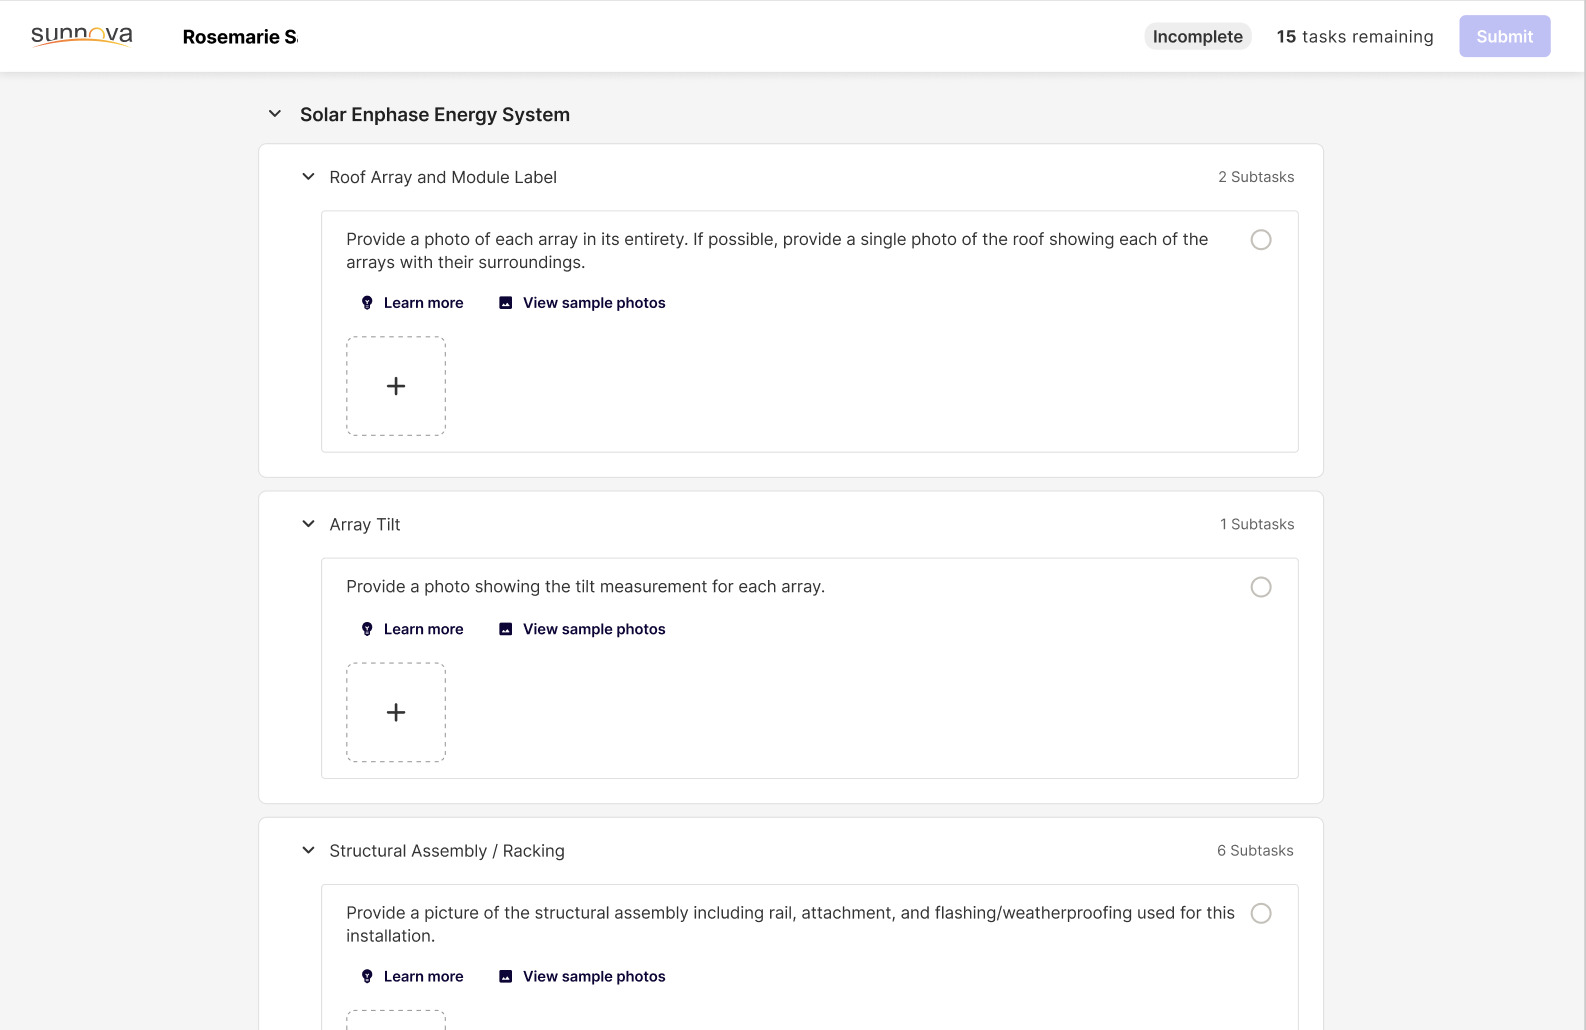 sunnova
Rosemarie S
Incomplete
15 tasks remaining
Submit
Solar Enphase Energy System
Roof Array and Module Label
2 Subtasks
Provide a photo of each array in its entirety. If possible, provide a single photo of the roof showing each of the
arrays with their surroundings.
Learn more
View sample photos
Array Tilt
1 Subtasks
Provide a photo showing the tilt measurement for each array.
Learn more
View sample photos
Structural Assembly / Racking
6 Subtasks
Provide a picture of the structural assembly including rail, attachment, and flashing/weatherproofing used for this
installation.
Learn more
View sample photos